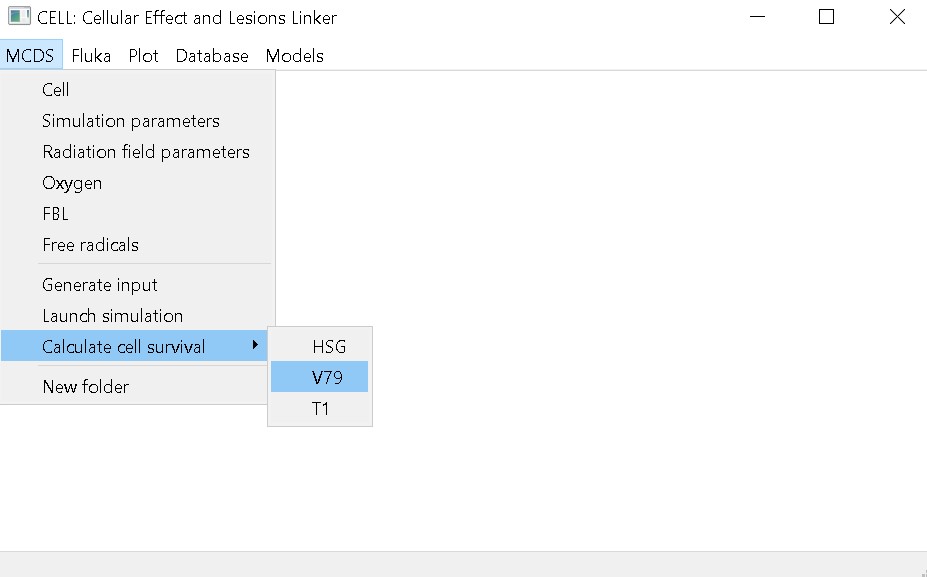 CELL: Cellular Effect and Lesions Linker
MCDS Fluka Plot Database Models
Cell
Simulation parameters
Radiation field parameters
Oxygen
FBL
Free radicals
Generate input
Launch simulation
Calculate cell survival
HSG
V79
T1
New folder